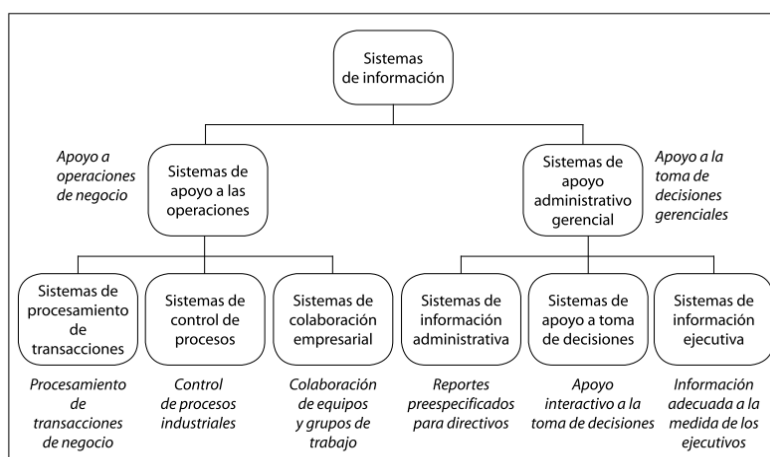 Sistemas
de información
Apoyo a
operaciones
de negocio
Sistemas de
apoyo a las
operaciones
Sistemas de
apoyo
administrativo
gerencial
Apoyo a la
toma de
decisiones
gerenciales
Sistemas de
procesamiento
de
transacciones
Sistemas de
control de
procesos
Sistemas de
colaboración
empresarial
Sistemas de
información
administrativa
Sistemas de
apoyo a toma
de decisiones
Sistemas de
información
ejecutiva
Procesamiento
de
transacciones
de negocio
Control
de procesos
industriales
Colaboración
de equipos
y grupos de
trabajo
Reportes
preespecificados
para directivos
Apoyo
interactivo a la
toma de decisiones
Información
adecuada a la
medida de los
ejecutivos